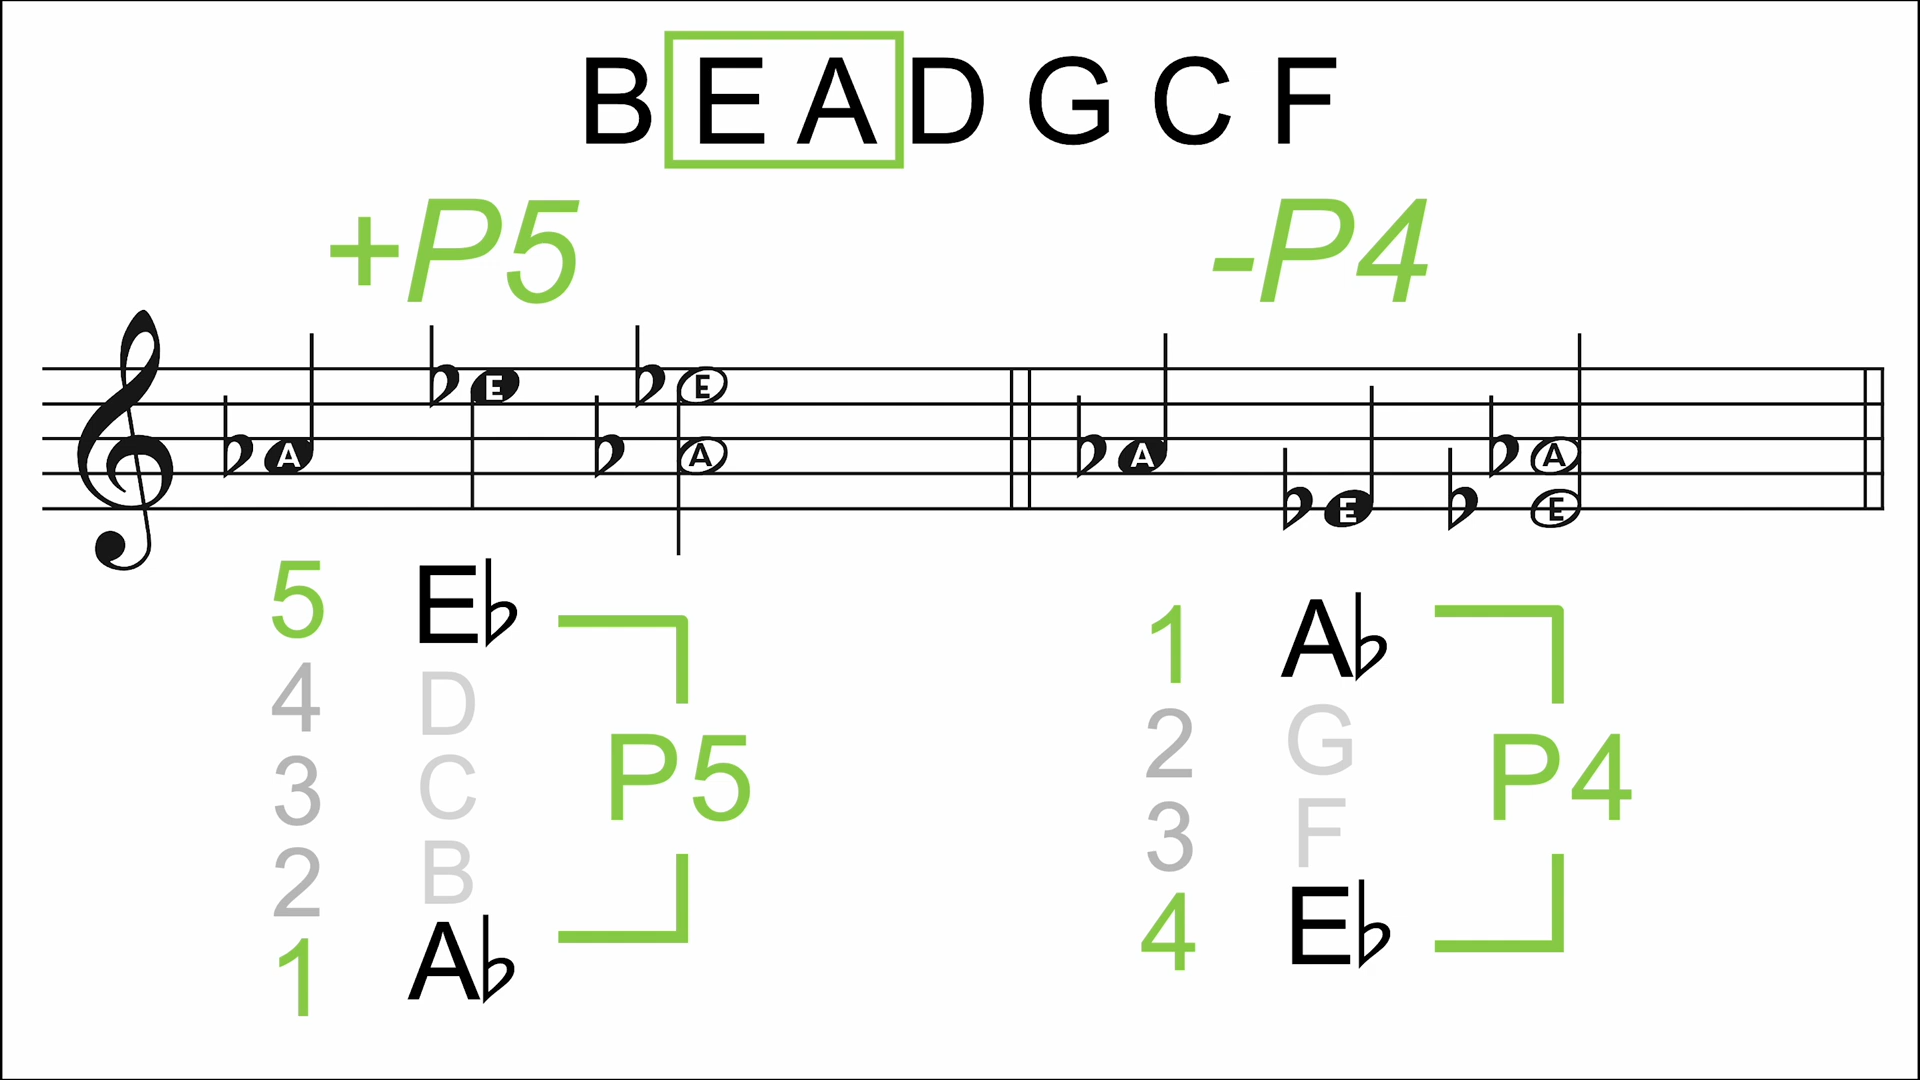 B E A D G C F
+P5 -P4
A E E A A E A E
5 E♭
4 D
3 C
2 B
1 A♭
P5
1 A♭
2 G
3 F
4 E♭
P4